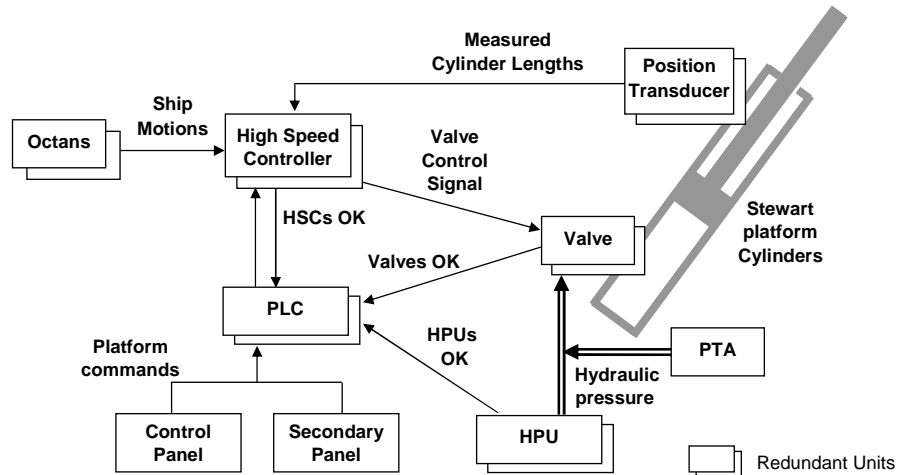 Measured
Cylinder Lengths
Position
Transducer
Ship
Motions
Octans
High Speed
Controller
Valve
Control
Signal
HSCs OK
Stewart
platform
Cylinders
Valve
Valves OK
PLC
HPUs
OK
Platform
commands
PTA
Hydraulic
pressure
Control
Panel
Secondary
Panel
HPU
Redundant Units